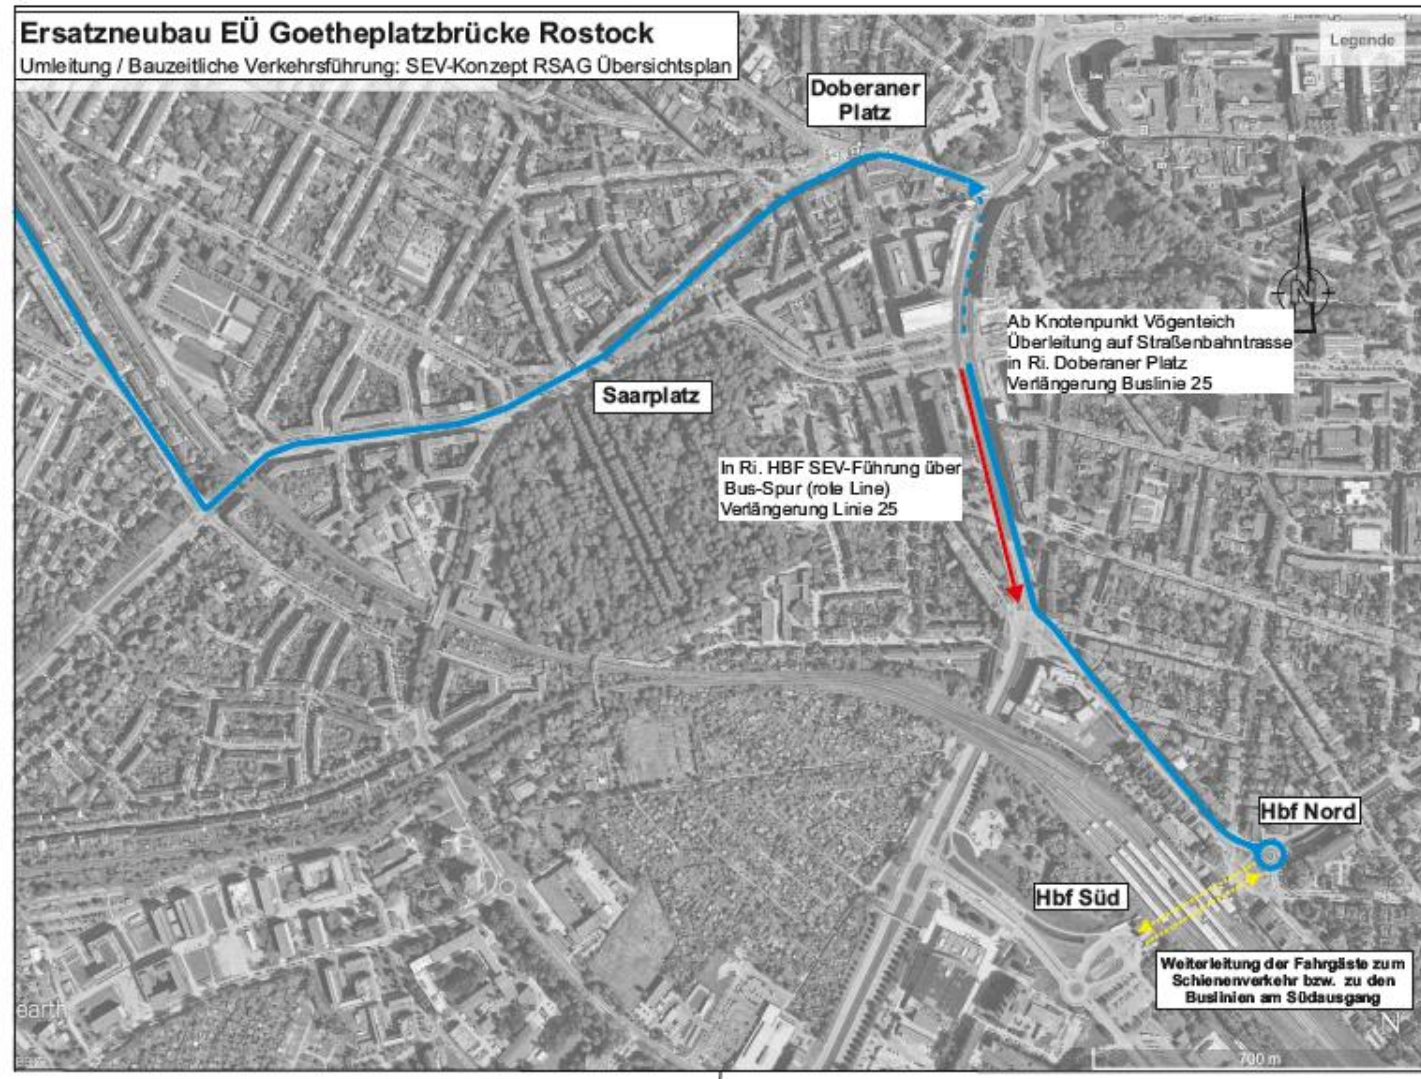 Ersatzneubau EÜ Goetheplatzbrücke Rostock
Umleitung / Bauzeitliche Verkehrsführung: SEV-Konzept RSAG Übersichtsplan
Legende
Doberaner
Platz
N
Ab Knotenpunkt Vögenteich
Überleitung auf Straßenbahntrasse
in Ri. Doberaner Platz
Verlängerung Buslinie 25
Saarplatz
In Ri. HBF SEV-Führung über
Bus-Spur (rote Line)
Verlängerung Linie 25
Hbf Nord
Hbf Süd
Weiterleitung der Fahrgäste zum
Schienenverkehr bzw. zu den
Buslinien am Südausgang
earth
N
700 m